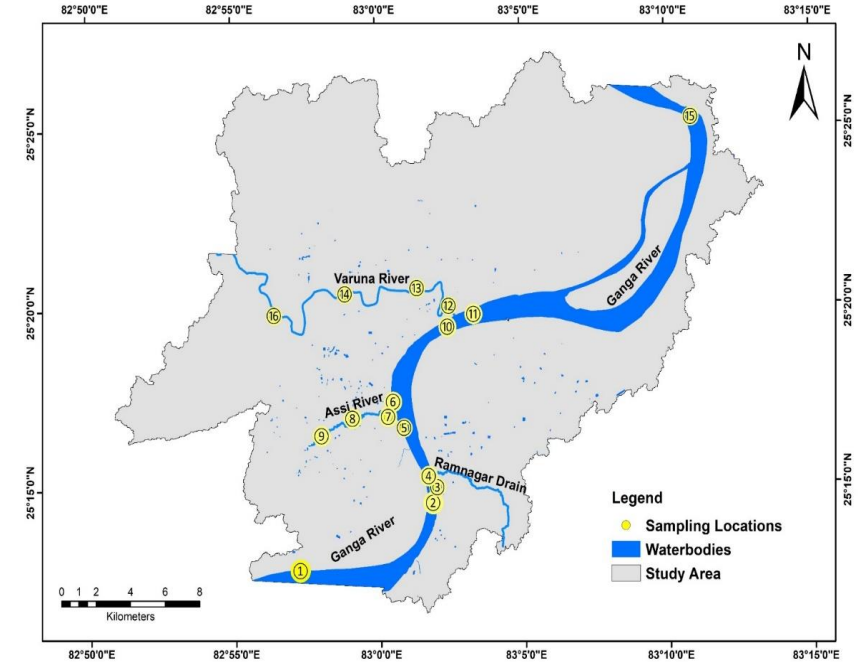 82°50'0"E 82°55'0"E 83°0'0"E 83°5'0"E 83°10'0"E 83°15'0"E
N
25°25'0"N 25°25'0"N
15
Ganga River
Varuna River
13
14
12
16
11
10
25°20'0"N 25°20'0"N
Assi River
6
7
8
5
9
Ramnagar Drain
4
3
2
25°15'0"N 25°15'0"N
Ganga River
1
Legend
Sampling Locations
Waterbodies
Study Area
0 1 2 4 6 8
Kilometers
82°50'0"E 82°55'0"E 83°0'0"E 83°5'0"E 83°10'0"E 83°15'0"E